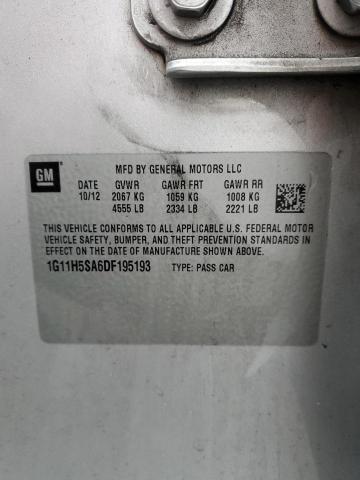 GM
MFD BY GENERAL MOTORS LLC
DATE GVWR GAWR FRT GAWR RR
10/12 2067 KG 1059 KG 1008 KG
4555 LB 2334 LB 2221 LB
THIS VEHICLE CONFORMS TO ALL APPLICABLE U.S. FEDERAL MOTOR
VEHICLE SAFETY, BUMPER, AND THEFT PREVENTION STANDARDS
IN EFFECT ON THE DATE OF MANUFACTURE SHOWN ABOVE.
1G11H5SA6DF195193 TYPE: PASS CAR